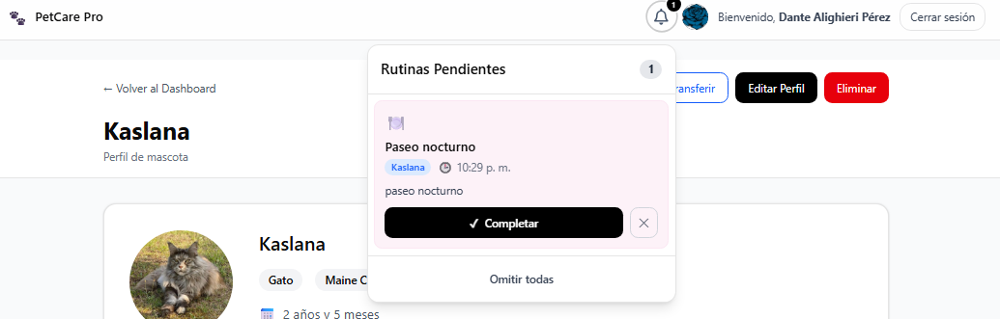 PetCare Pro
1
Bienvenido, Dante Alighieri Pérez
Cerrar sesión
Rutinas Pendientes
1
← Volver al Dashboard
Editar Perfil
Eliminar
Kaslana
Perfil de mascota
Paseo nocturno
Kaslana
10:29 p. m.
paseo nocturno
✓ Completar
Kaslana
Gato
Maine
Omitir todas
2 años y 5 meses